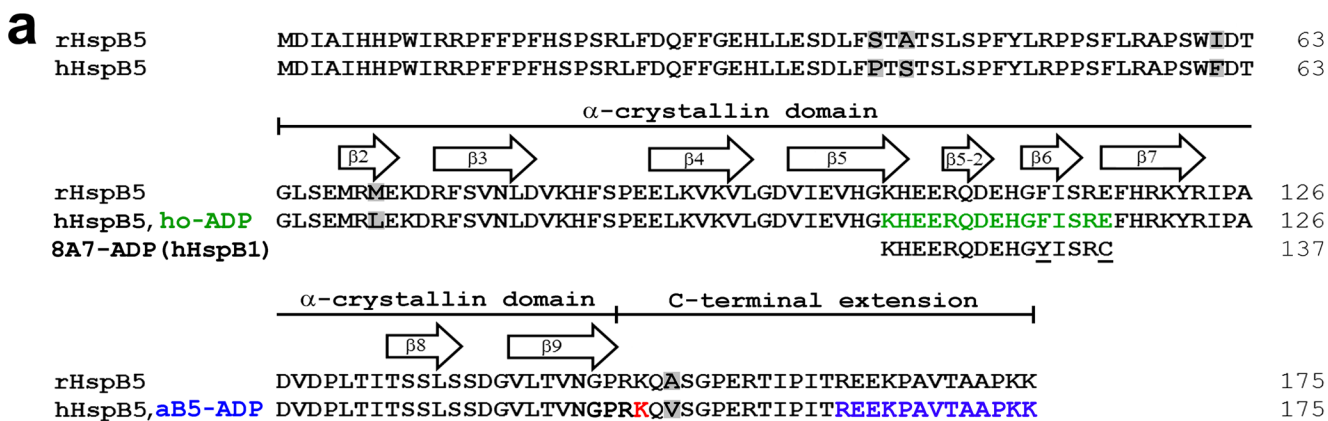 a
rHspB5 MDIAIHHPWIRRPFFPFHSPSRLFDQFFGEHLLESDLFSTATSLSPFYLRPPSFLRAPSWIDT 63
hHspB5 MDIAIHHPWIRRPFFPFHSPSRLFDQFFGEHLLESDLFPTSTSLSPFYLRPPSFLRAPSWFDT 63
α-crystallin domain
β2 β3 β4 β5 β5-2 β6 β7
rHspB5 GLSEMRMEKDRFSVNLDVKHFSPEELKVKVLGDVIEVHGKHEERQDEHGFISREFHRKYRIPA 126
hHspB5, ho-ADP GLSEMRLEKDRFSVNLDVKHFSPEELKVKVLGDVIEVHGKHEERQDEHGFISREFHRKYRIPA 126
8A7-ADP(hHspB1) KHEERQDEHGYISRC 137
α-crystallin domain C-terminal extension
β8 β9
rHspB5 DVDPLTITSSLSSDGVLTVNGPRKQASGPERTIPITREEKPAVTAAPKK 175
hHspB5, aB5-ADP DVDPLTITSSLSSDGVLTVNGPRKQVSGPERTIPITREEKPAVTAAPKK 175